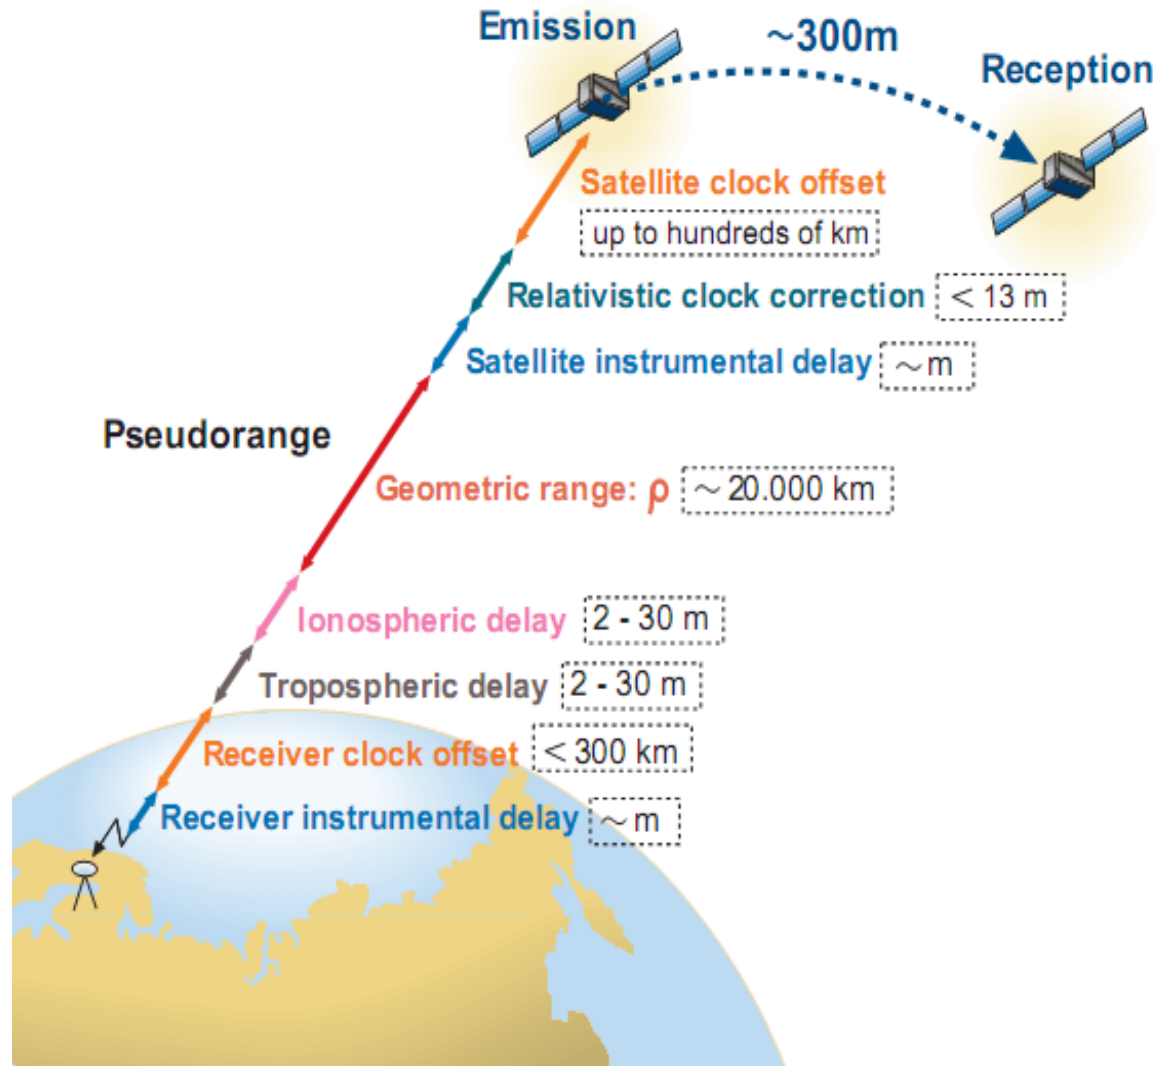 Emission
~300m
Reception
Satellite clock offset
up to hundreds of km
Relativistic clock correction < 13 m
Satellite instrumental delay ~ m
Pseudorange
Geometric range: ρ ~ 20.000 km
Ionospheric delay 2 - 30 m
Tropospheric delay 2 - 30 m
Receiver clock offset < 300 km
Receiver instrumental delay ~ m